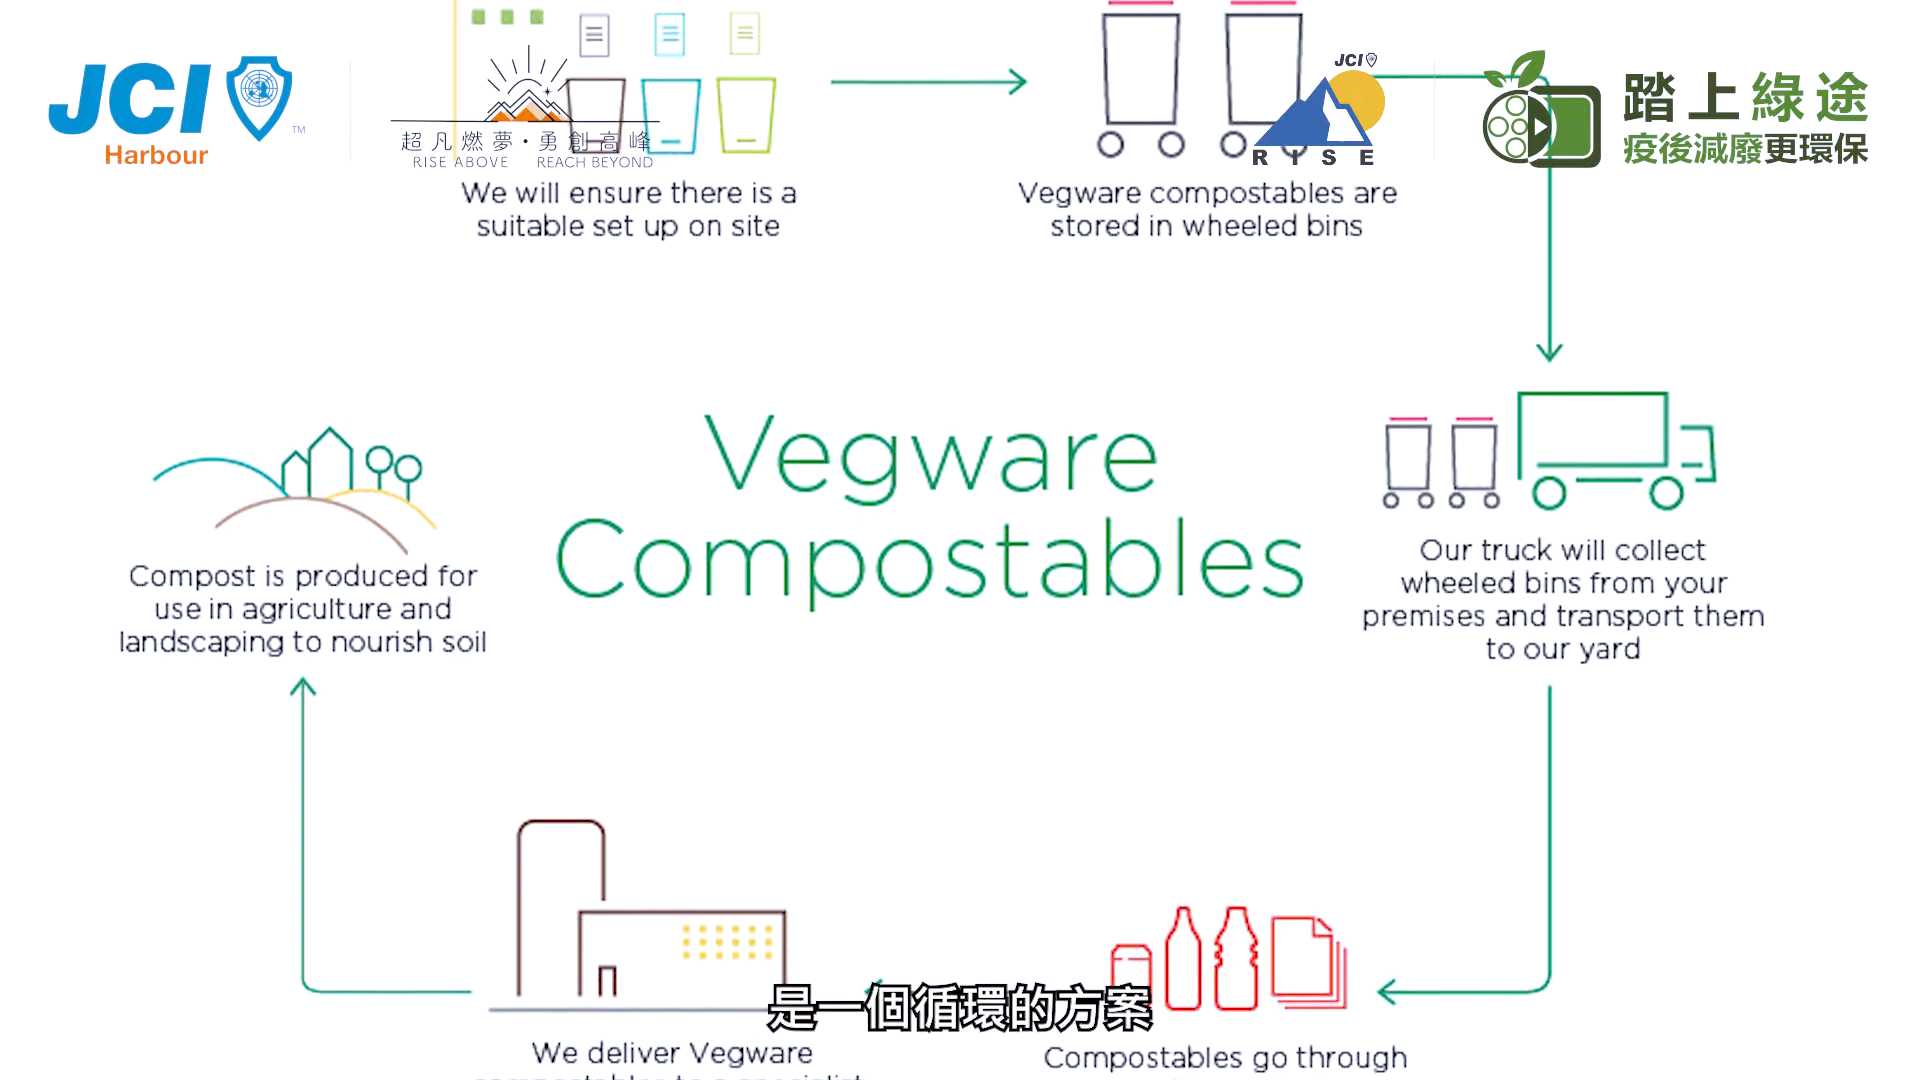 JCI
TM
Harbour
超凡燃夢・勇創高峰
RISE ABOVE REACH BEYOND
JCI
RISE
踏上綠途
疫後減廢更環保
We will ensure there is a
suitable set up on site
Vegware compostables are
stored in wheeled bins
Vegware
Compostables
Our truck will collect
wheeled bins from your
premises and transport them
to our yard
Compost is produced for
use in agriculture and
landscaping to nourish soil
是一個循環的方案
We deliver Vegware
Compostables go through